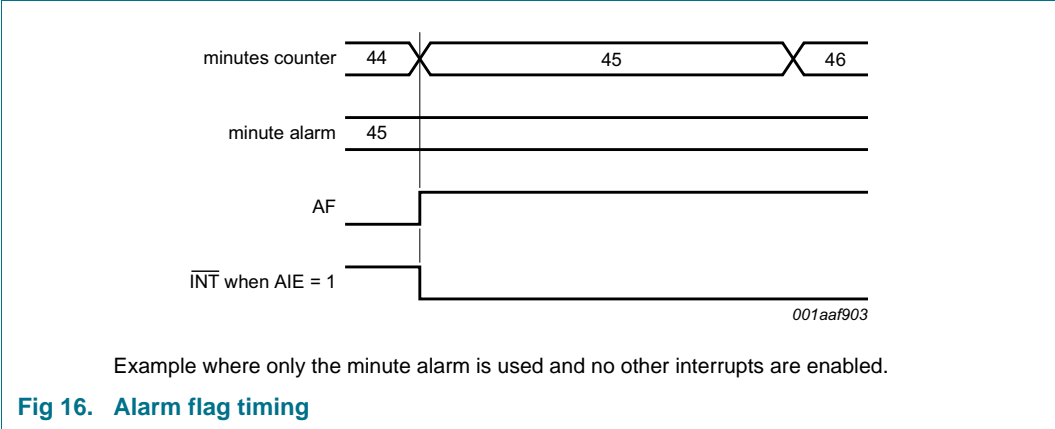 minutes counter 44 45 46
minute alarm 45
AF
INT when AIE = 1
001aaf903
Example where only the minute alarm is used and no other interrupts are enabled.
Fig 16. Alarm flag timing